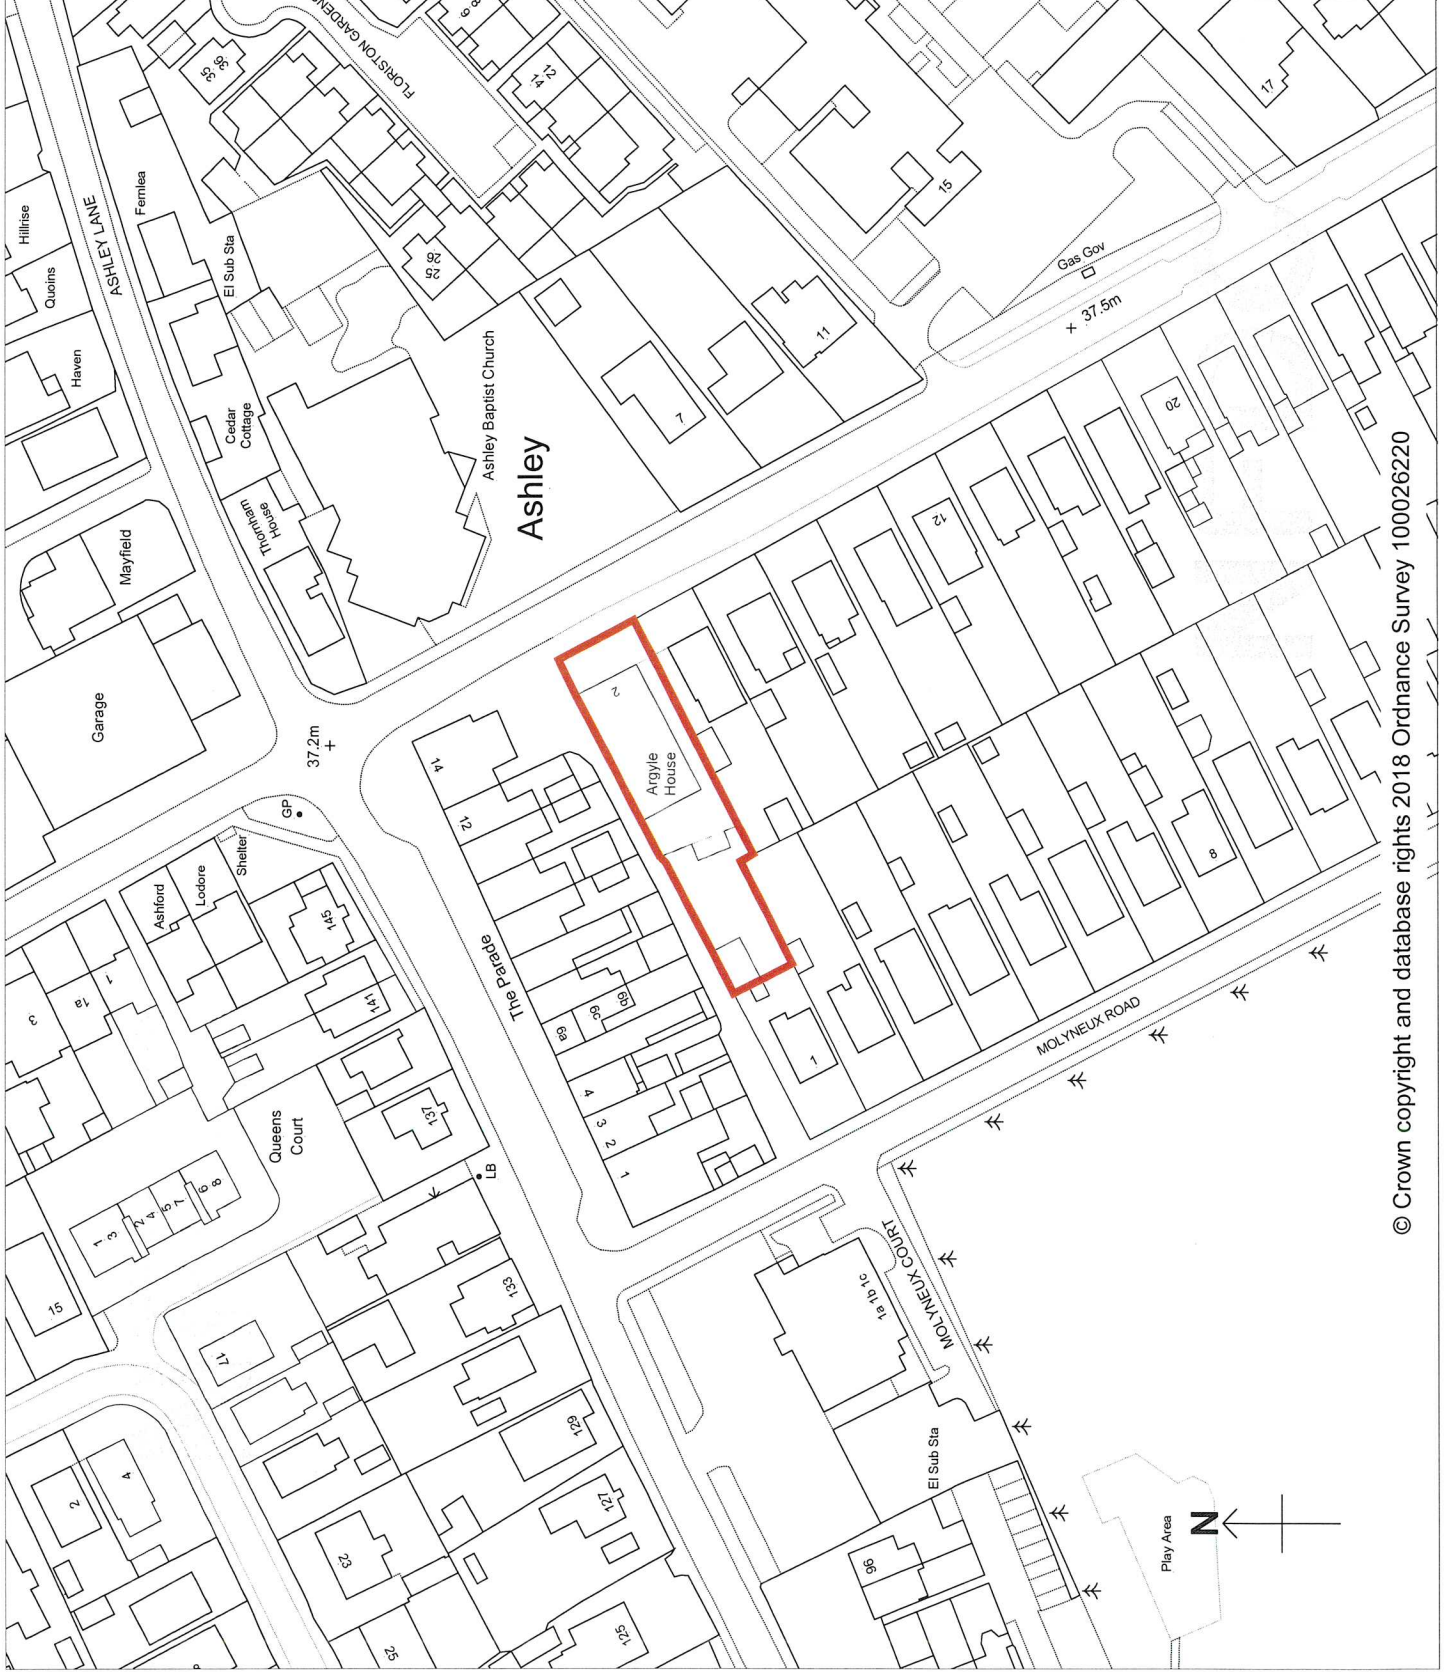 Hillrise
Quoins
Haven
ASHLEY LANE
Fernlea
El Sub Sta
35
36
FLORISTON GARDENS
9
8
12
14
25
26
Cedar
Cottage
Thornham
House
Ashley Baptist Church
Ashley
Mayfield
Garage
37.2m
GP
Shelter
Lodore
Ashford
145
141
137
1
1a
3
Queens
Court
LB
1
3
2
4
5
7
6
8
15
17
133
129
127
125
23
25
2
4
The Parade
14
12
9a
9c
9b
4
3
2
1
Argyle
House
2
7
11
15
17
Gas Gov
37.5m
12
20
1
8
MOLYNEUX ROAD
MOLYNEUX COURT
1a 1b 1c
El Sub Sta
96
Play Area
N
© Crown copyright and database rights 2018 Ordnance Survey 100026220